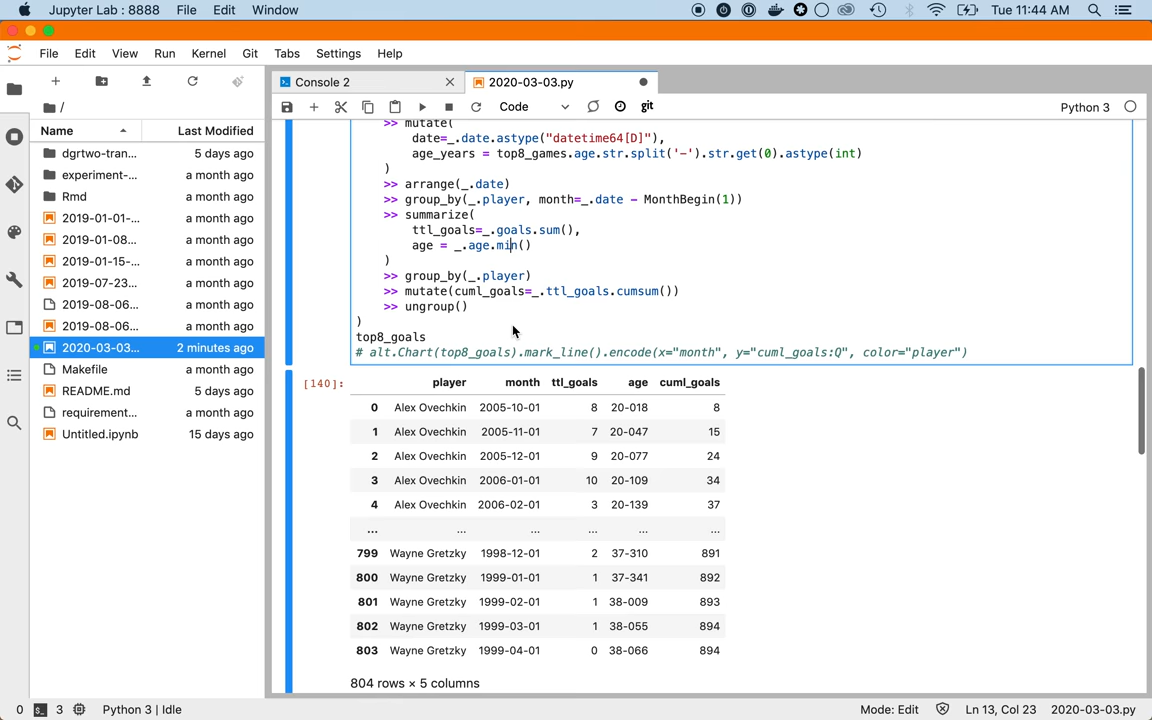 Jupyter Lab : 8888 File Edit Window Tue 11:44 AM
File Edit View Run Kernel Git Tabs Settings Help
Console 2
2020-03-03.py
Code
git
Python 3
/
Name Last Modified
dgrtwo-tran... 5 days ago
experiment-... a month ago
Rmd a month ago
2019-01-01-... a month ago
2019-01-08... a month ago
2019-01-15-... a month ago
2019-07-23... a month ago
2019-08-06... a month ago
2019-08-06... a month ago
2020-03-03... 2 minutes ago
Makefile a month ago
README.md 5 days ago
requirement... a month ago
Untitled.ipynb 15 days ago
>> mutate(
date=_.date.astype("datetime64[D]"),
age_years = top8_games.age.str.split('-').str.get(0).astype(int)
)
>> arrange(_.date)
>> group_by(_.player, month=_.date - MonthBegin(1))
>> summarize(
ttl_goals=_.goals.sum(),
age = _.age.min()
)
>> group_by(_.player)
>> mutate(cuml_goals=_.ttl_goals.cumsum())
>> ungroup()
)
top8_goals
# alt.Chart(top8_goals).mark_line().encode(x="month", y="cuml_goals:Q", color="player")
[140]:
player month ttl_goals age cuml_goals
0 Alex Ovechkin 2005-10-01 8 20-018 8
1 Alex Ovechkin 2005-11-01 7 20-047 15
2 Alex Ovechkin 2005-12-01 9 20-077 24
3 Alex Ovechkin 2006-01-01 10 20-109 34
4 Alex Ovechkin 2006-02-01 3 20-139 37
... ... ... ... ... ...
799 Wayne Gretzky 1998-12-01 2 37-310 891
800 Wayne Gretzky 1999-01-01 1 37-341 892
801 Wayne Gretzky 1999-02-01 1 38-009 893
802 Wayne Gretzky 1999-03-01 1 38-055 894
803 Wayne Gretzky 1999-04-01 0 38-066 894
804 rows × 5 columns
0 3 Python 3 | Idle Mode: Edit Ln 13, Col 23 2020-03-03.py